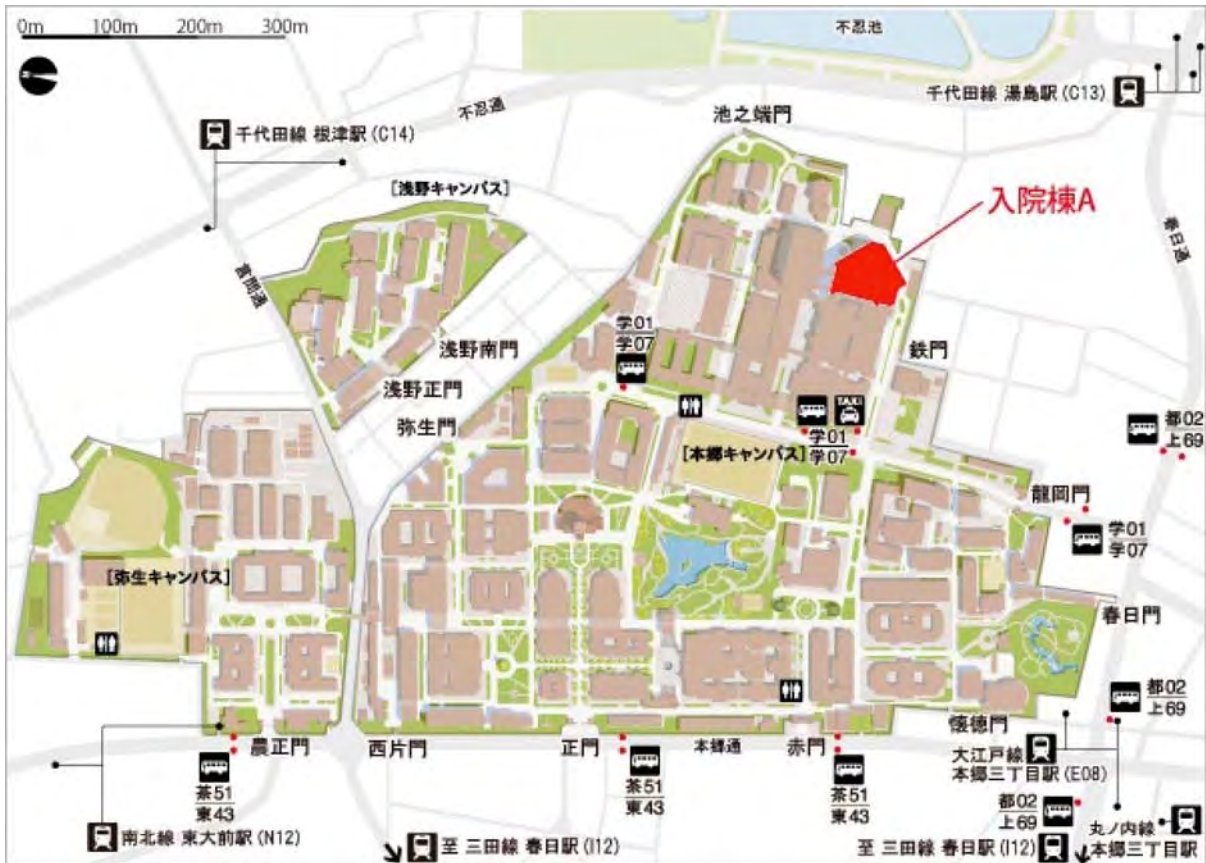 0m 100m 200m 300m
不忍池
千代田線 湯島駅(C13)
不忍通
池之端門
千代田線 根津駅(C14)
[浅野キャンパス]
入院棟A
春日通
言問通
学01
学07
浅野南門
鉄門
浅野正門
弥生門
TAXI
学01
学07
[本郷キャンパス]
都02
上69
龍岡門
学01
学07
[弥生キャンパス]
春日門
都02
上69
懐徳門
農正門
西片門
正門
本郷通
赤門
大江戸線
本郷三丁目駅(E08)
茶51
東43
茶51
東43
茶51
東43
都02
上69
南北線 東大前駅(N12)
至 三田線 春日駅(I12)
至 三田線 春日駅(I12)
丸ノ内線
本郷三丁目駅